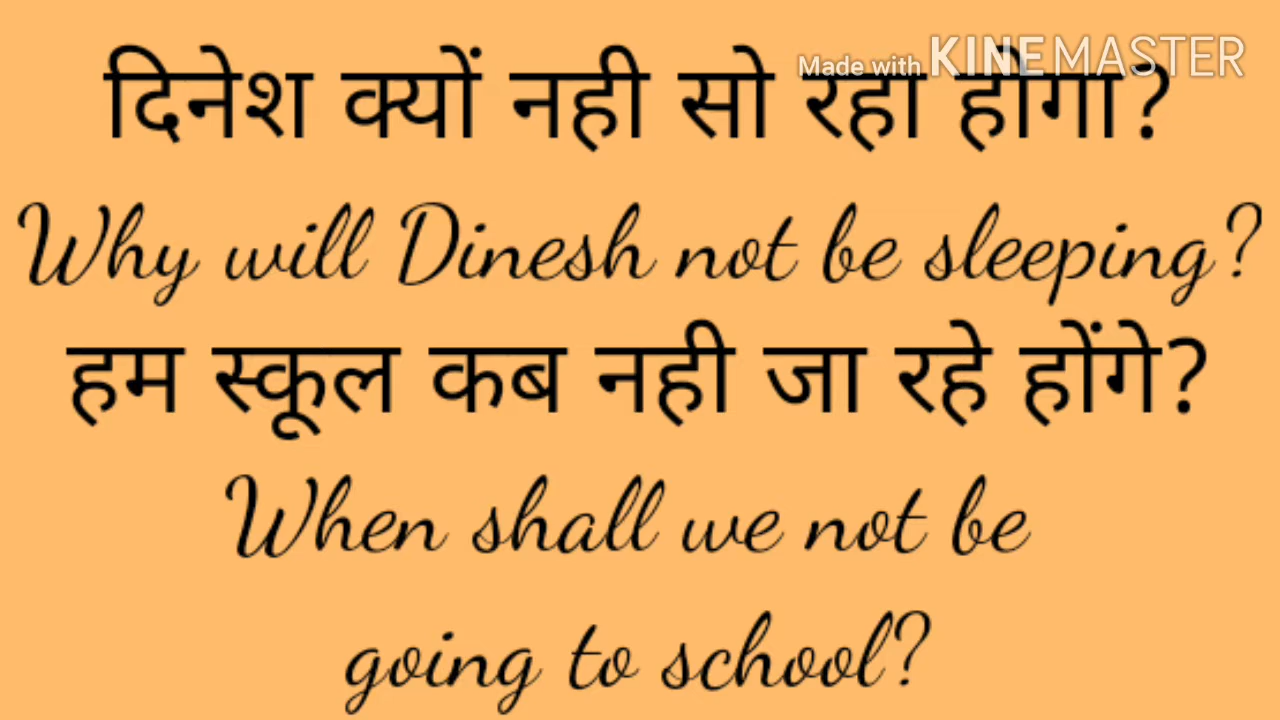 Made with KINEMASTER
दिनेश क्यों नही सो रहा होगा?
Why will Dinesh not be sleeping?
हम स्कूल कब नही जा रहे होंगे?
When shall we not be
going to school?